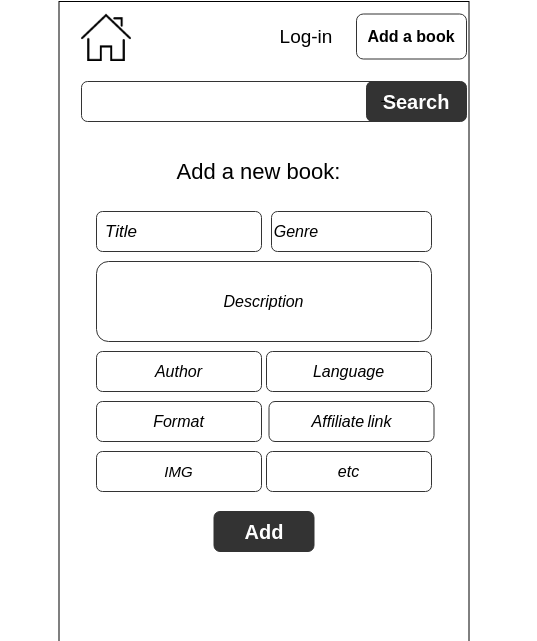 Log-in
Add a book
Search
Add a new book:
Title
Genre
Description
Author
Language
Format
Affiliate link
IMG
etc
Add